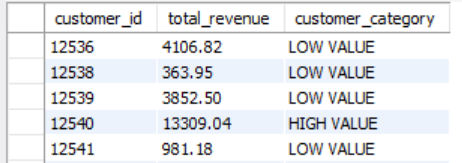 customer_id total_revenue customer_category
12536 4106.82 LOW VALUE
12538 363.95 LOW VALUE
12539 3852.50 LOW VALUE
12540 13309.04 HIGH VALUE
12541 981.18 LOW VALUE